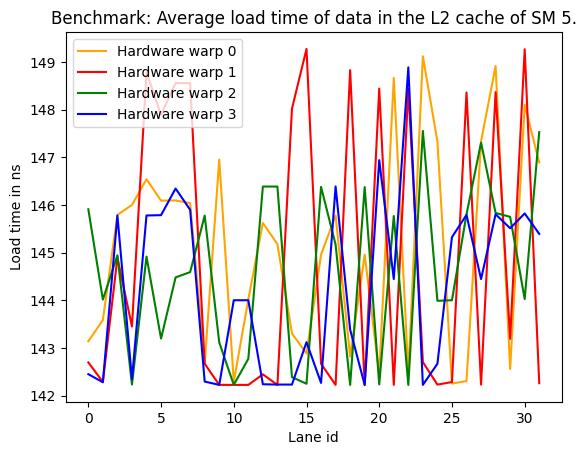 Benchmark: Average load time of data in the L2 cache of SM 5.
Hardware warp 0
Hardware warp 1
Hardware warp 2
Hardware warp 3
149
148
147
146
145
144
143
142
Load time in ns
0 5 10 15 20 25 30
Lane id